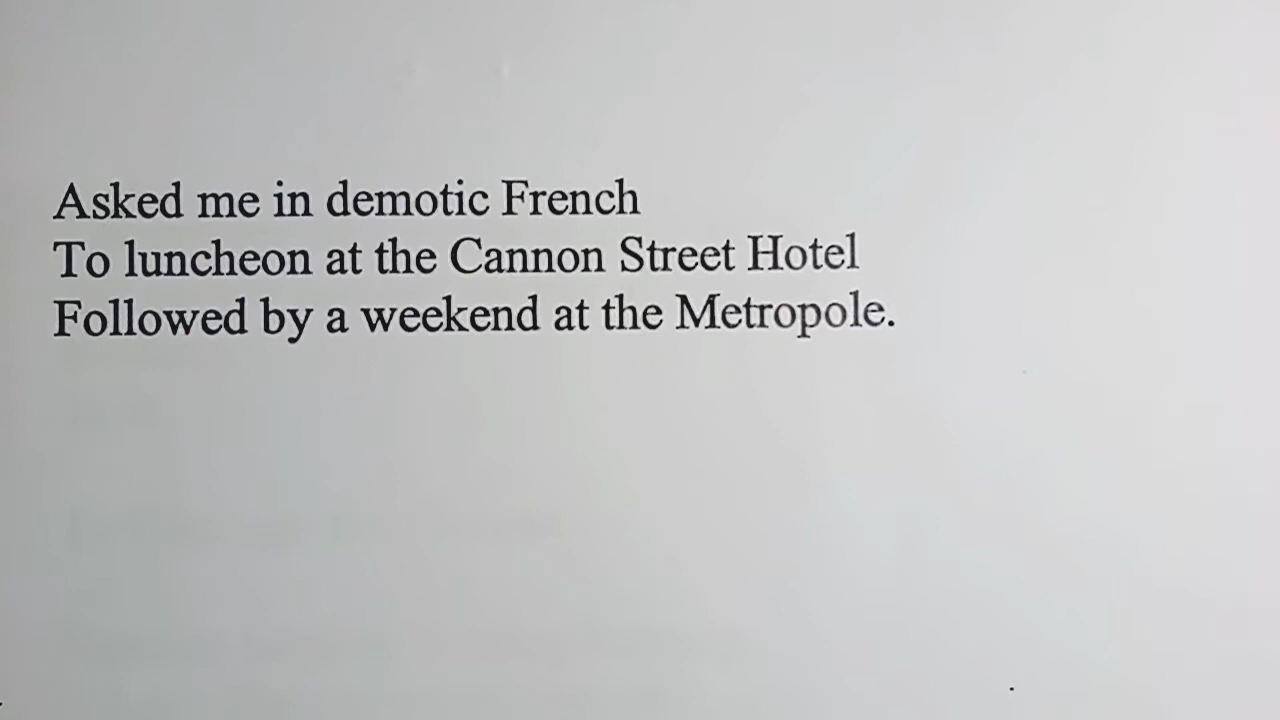 Asked me in demotic French
To luncheon at the Cannon Street Hotel
Followed by a weekend at the Metropole.